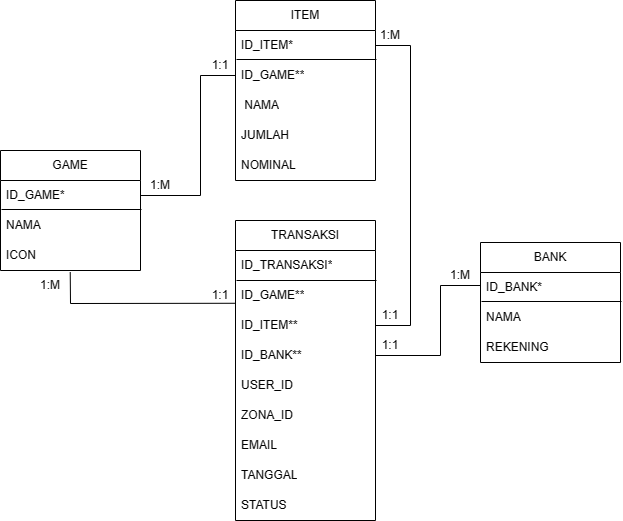 ITEM
ID_ITEM*
1:M
1:1
ID_GAME**
NAMA
JUMLAH
NOMINAL
GAME
ID_GAME*
1:M
NAMA
ICON
1:M
1:1
TRANSAKSI
ID_TRANSAKSI*
ID_GAME**
ID_ITEM**
1:1
ID_BANK**
1:1
USER_ID
ZONA_ID
EMAIL
TANGGAL
STATUS
BANK
1:M
ID_BANK*
NAMA
REKENING